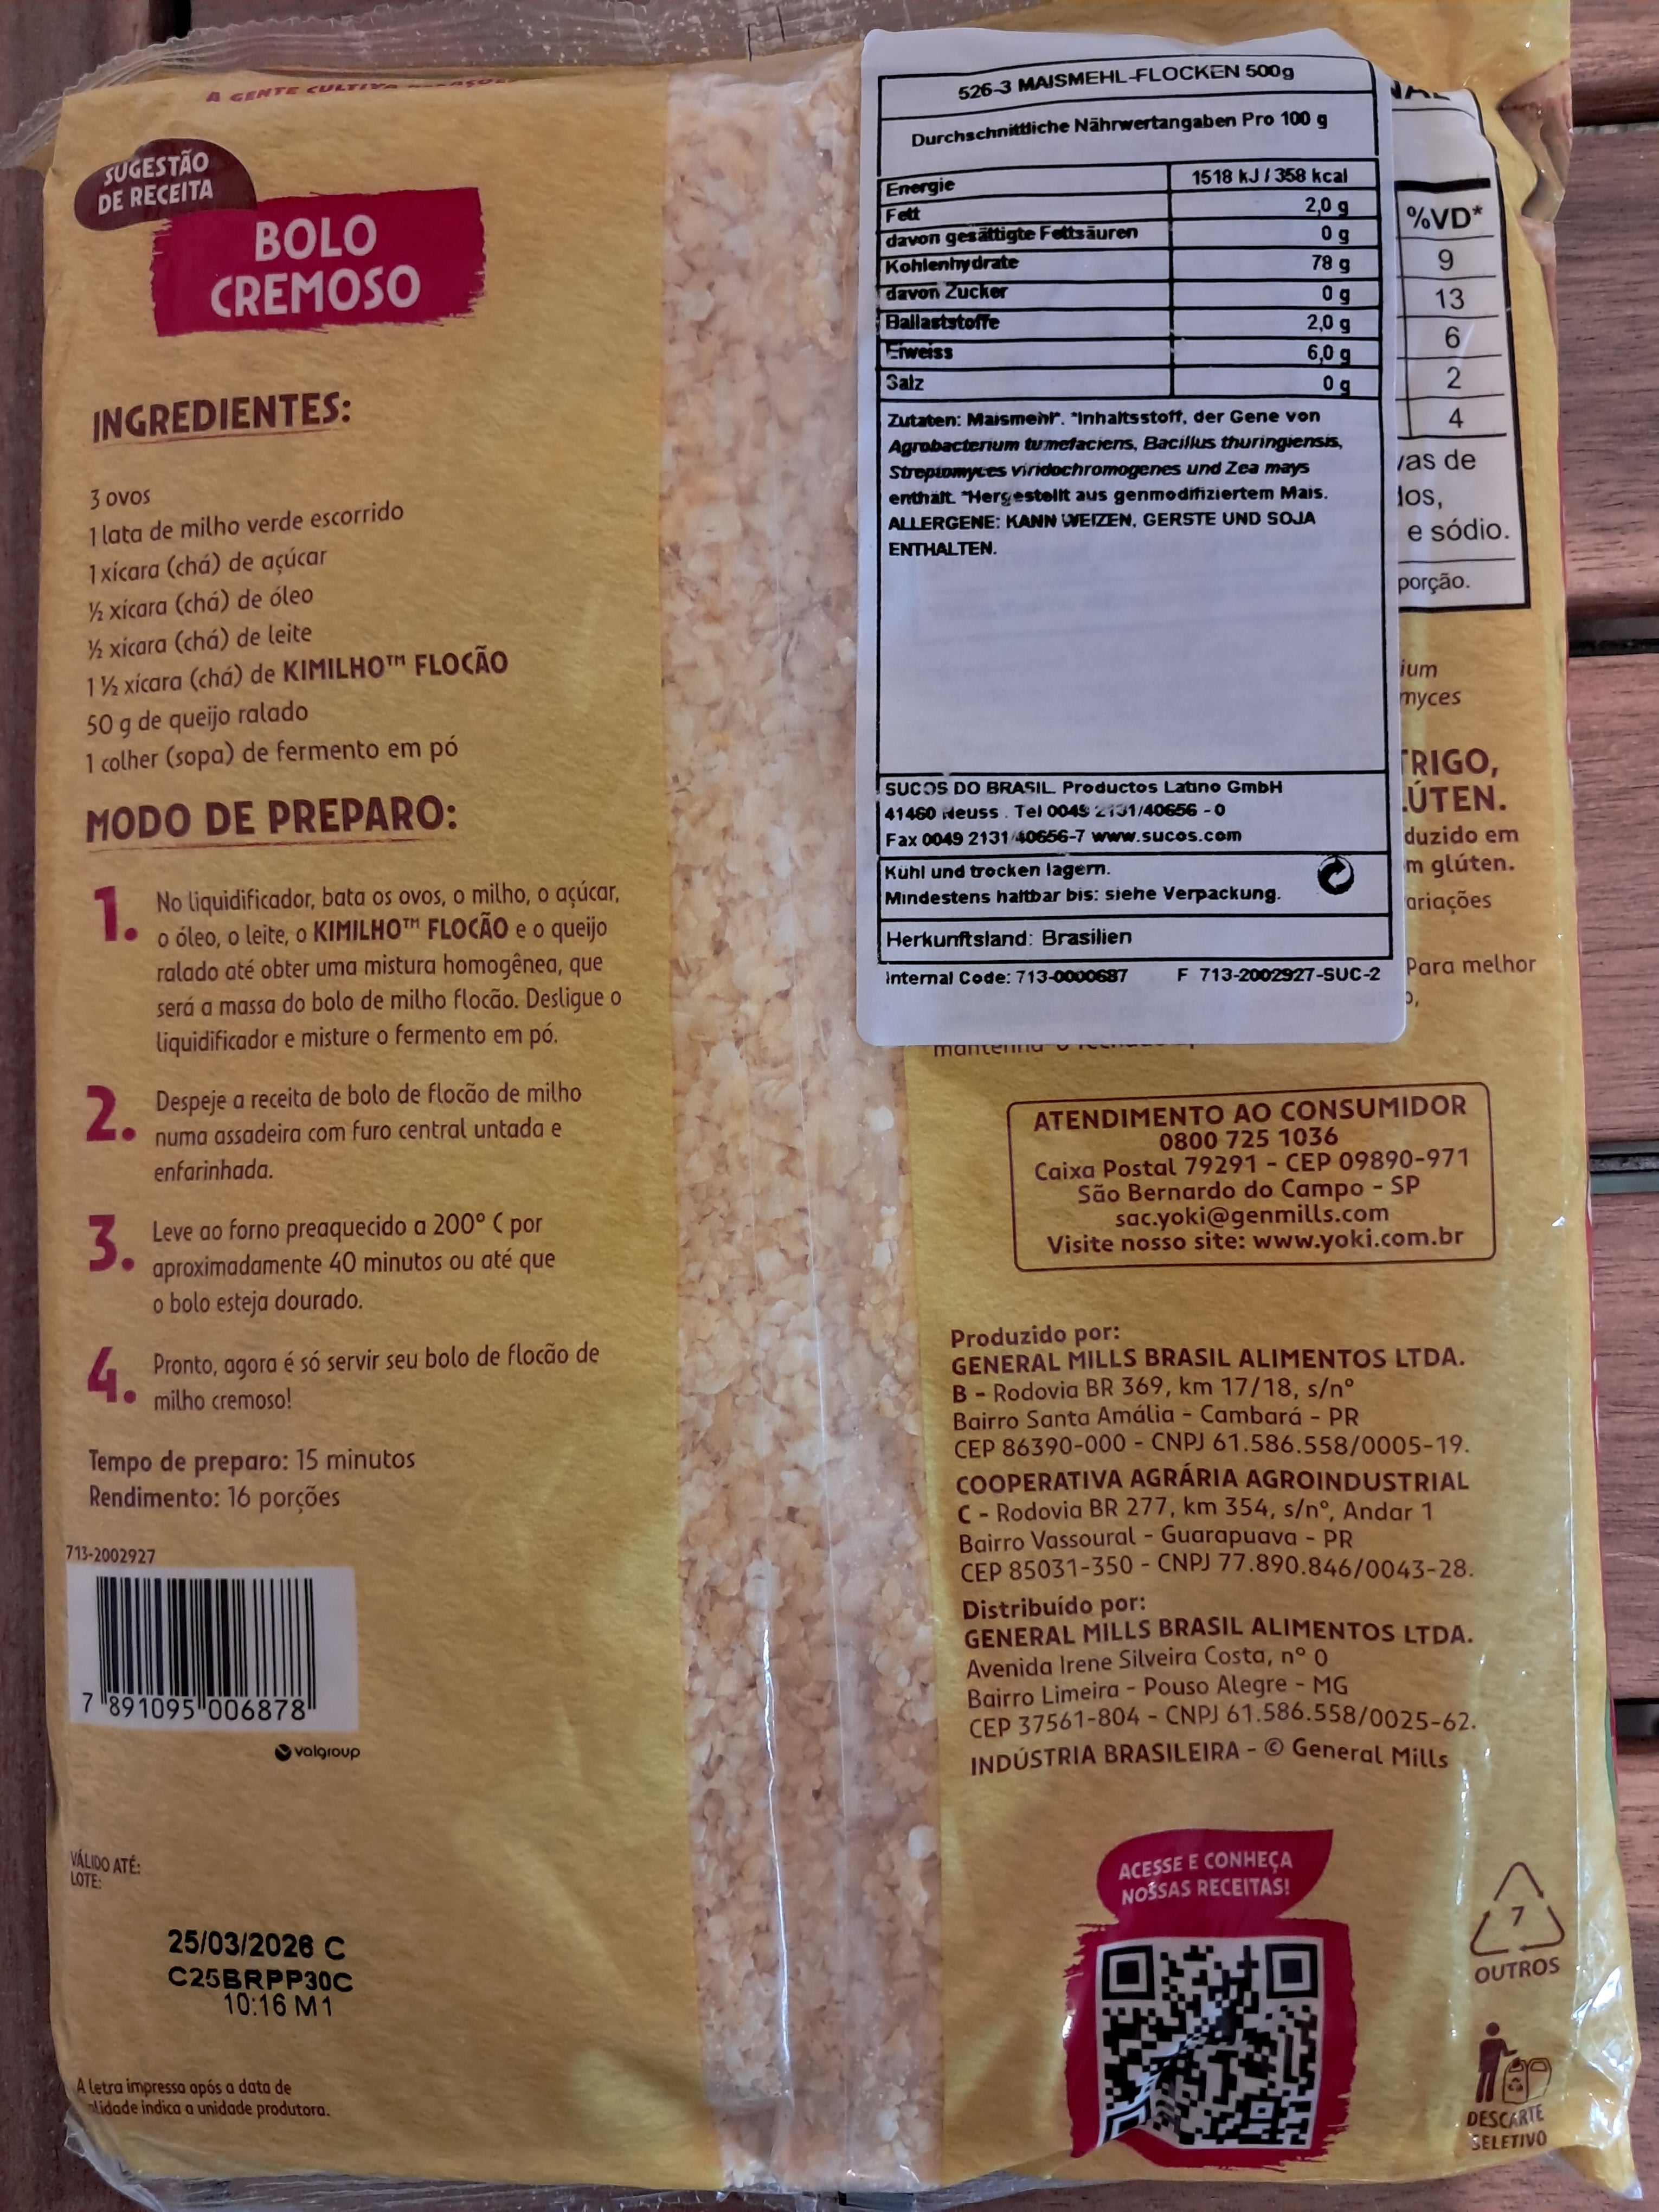 A GENTE CULTIVA
SUGESTÃO
DE RECEITA
BOLO
CREMOSO
INGREDIENTES:
3 ovos
1 lata de milho verde escorrido
1 xícara (chá) de açúcar
½ xícara (chá) de óleo
½ xícara (chá) de leite
1 ½ xícara (chá) de KIMILHO™ FLOCÃO
50 g de queijo ralado
1 colher (sopa) de fermento em pó
MODO DE PREPARO:
1. No liquidificador, bata os ovos, o milho, o açúcar,
o óleo, o leite, o KIMILHO™ FLOCÃO e o queijo
ralado até obter uma mistura homogênea, que
será a massa do bolo de milho flocão. Desligue o
liquidificador e misture o fermento em pó.
2. Despeje a receita de bolo de flocão de milho
numa assadeira com furo central untada e
enfarinhada.
3. Leve ao forno preaquecido a 200° C por
aproximadamente 40 minutos ou até que
o bolo esteja dourado.
4. Pronto, agora é só servir seu bolo de flocão de
milho cremoso!
Tempo de preparo: 15 minutos
Rendimento: 16 porções
713-2002927
7 891095 006878
valgroup
VÁLIDO ATÉ:
LOTE:
25/03/2026 C
C25BRPP30C
10:16 M1
A letra impressa após a data de
lidade indica a unidade produtora.
526-3 MAISMEHL-FLOCKEN 500g
Durchschnittliche Nährwertangaben Pro 100 g
Energie 1518 kJ / 358 kcal
Fett 2,0 g
davon gesättigte Fettsäuren 0 g
Kohlenhydrate 78 g
davon Zucker 0 g
Ballaststoffe 2,0 g
Eiweiss 6,0 g
Salz 0 g
Zutaten: Maismehl*. *Inhaltsstoff, der Gene von
Agrobacterium tumefaciens, Bacillus thuringiensis,
Streptomyces viridochromogenes und Zea mays
enthält. *Hergestellt aus genmodifiziertem Mais.
ALLERGENE: KANN WEIZEN, GERSTE UND SOJA
ENTHALTEN.
SUCOS DO BRASIL Productos Latino GmbH
41460 Neuss . Tel 0049 2131/40656 - 0
Fax 0049 2131/40656-7 www.sucos.com
Kühl und trocken lagern.
Mindestens haltbar bis: siehe Verpackung.
Herkunftsland: Brasilien
Internal Code: 713-0000687 F 713-2002927-SUC-2
%VD*
9
13
6
2
4
vas de
dos,
e sódio.
porção.
ium
myces
TRIGO,
LÚTEN.
duzido em
m glúten.
ariações
Para melhor
ATENDIMENTO AO CONSUMIDOR
0800 725 1036
Caixa Postal 79291 - CEP 09890-971
São Bernardo do Campo - SP
sac.yoki@genmills.com
Visite nosso site: www.yoki.com.br
Produzido por:
GENERAL MILLS BRASIL ALIMENTOS LTDA.
B - Rodovia BR 369, km 17/18, s/n°
Bairro Santa Amália - Cambará - PR
CEP 86390-000 - CNPJ 61.586.558/0005-19.
COOPERATIVA AGRÁRIA AGROINDUSTRIAL
C - Rodovia BR 277, km 354, s/n°, Andar 1
Bairro Vassoural - Guarapuava - PR
CEP 85031-350 - CNPJ 77.890.846/0043-28.
Distribuído por:
GENERAL MILLS BRASIL ALIMENTOS LTDA.
Avenida Irene Silveira Costa, n° 0
Bairro Limeira - Pouso Alegre - MG
CEP 37561-804 - CNPJ 61.586.558/0025-62.
INDÚSTRIA BRASILEIRA - © General Mills
ACESSE E CONHEÇA
NOSSAS RECEITAS!
7
OUTROS
DESCARTE
SELETIVO